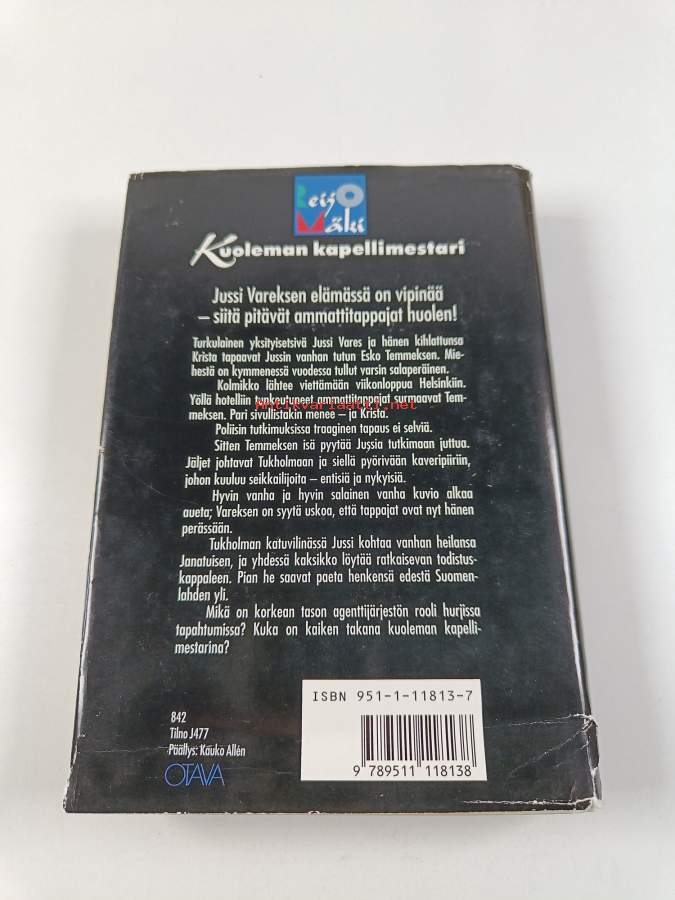 Reijo
Mäki
Kuoleman kapellimestari
Jussi Vareksen elämässä on vipinää
– siitä pitävät ammattitappajat huolen!
Turkulainen yksityisetsivä Jussi Vares ja hänen kihlattunsa
Krista tapaavat Jussin vanhan tutun Esko Temmeksen. Mie-
hestä on kymmenessä vuodessa tullut varsin salaperäinen.
Kolmikko lähtee viettämään viikonloppua Helsinkiin.
Yöllä hotelliin tunkeutuneet ammattitappajat surmaavat Tem-
Antikvariaatti.net
meksen. Pari sivullistakin menee – ja Krista.
Poliisin tutkimuksissa traaginen tapaus ei selviä.
Sitten Temmeksen isä pyytää Jussia tutkimaan juttua.
Jäljet johtavat Tukholmaan ja siellä pyörivään kaveripiiriin,
johon kuuluu seikkailijoita – entisiä ja nykyisiä.
Hyvin vanha ja hyvin salainen vanha kuvio alkaa
aueta; Vareksen on syytä uskoa, että tappajat ovat nyt hänen
perässään.
Tukholman katuvilinässä Jussi kohtaa vanhan heilansa
Janatuisen, ja yhdessä kaksikko löytää ratkaisevan todistus-
kappaleen. Pian he saavat paeta henkensä edestä Suomen-
lahden yli.
Mikä on korkean tason agenttijärjestön rooli hurjissa
tapahtumissa? Kuka on kaiken takana kuoleman kapelli-
mestarina?
ISBN 951-1-11813-7
842
Tilno J477
Päällys: Kauko Allén
OTAVA
9 789511 118138